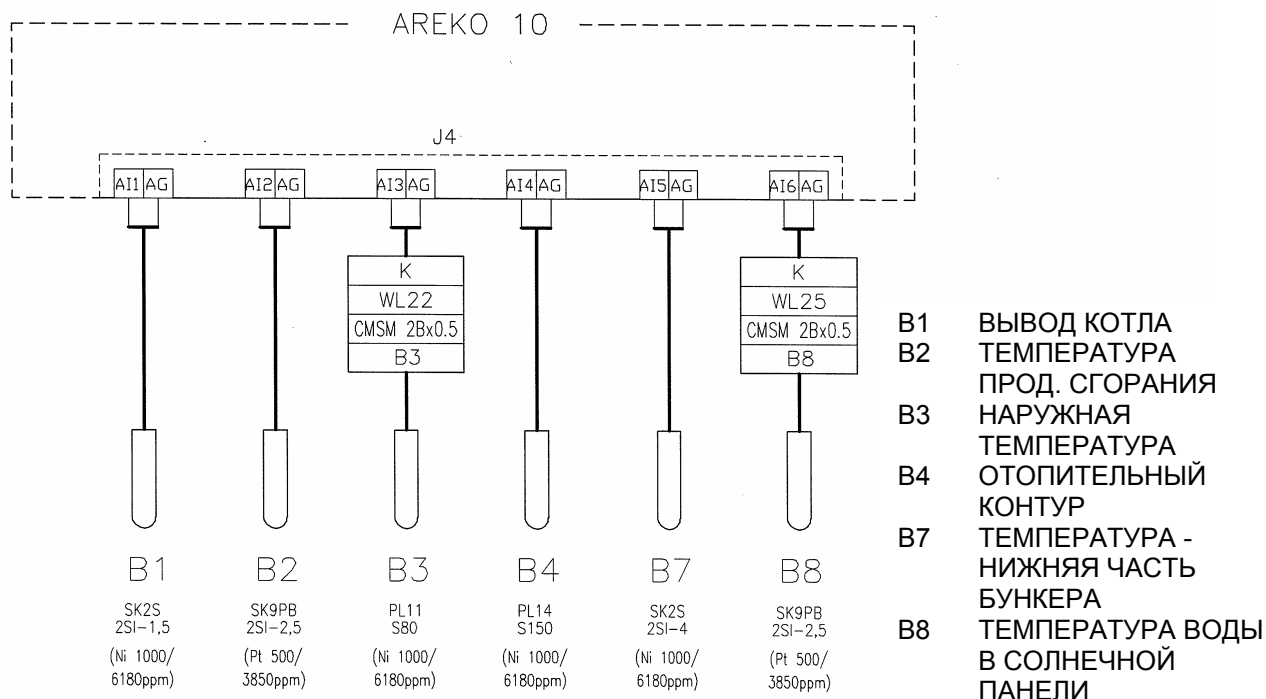 AREKO 10
J4
AI1 AG AI2 AG AI3 AG AI4 AG AI5 AG AI6 AG
K
WL22
CMSM 2Bx0.5
B3
K
WL25
CMSM 2Bx0.5
B8
B1 B2 B3 B4 B7 B8
SK2S
2SI-1,5
(Ni 1000/
6180ppm)
SK9PB
2SI-2,5
(Pt 500/
3850ppm)
PL11
S80
(Ni 1000/
6180ppm)
PL14
S150
(Ni 1000/
6180ppm)
SK2S
2SI-4
(Ni 1000/
6180ppm)
SK9PB
2SI-2,5
(Pt 500/
3850ppm)
B1 ВЫВОД КОТЛА
B2 ТЕМПЕРАТУРА
ПРОД. СГОРАНИЯ
B3 НАРУЖНАЯ
ТЕМПЕРАТУРА
B4 ОТОПИТЕЛЬНЫЙ
КОНТУР
B7 ТЕМПЕРАТУРА -
НИЖНЯЯ ЧАСТЬ
БУНКЕРА
B8 ТЕМПЕРАТУРА ВОДЫ
В СОЛНЕЧНОЙ
ПАНЕЛИ